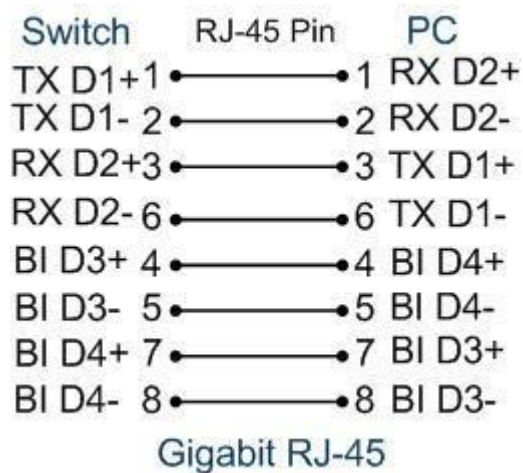 Switch RJ-45 Pin PC
TX D1+ 1 1 RX D2+
TX D1- 2 2 RX D2-
RX D2+ 3 3 TX D1+
RX D2- 6 6 TX D1-
BI D3+ 4 4 BI D4+
BI D3- 5 5 BI D4-
BI D4+ 7 7 BI D3+
BI D4- 8 8 BI D3-
Gigabit RJ-45